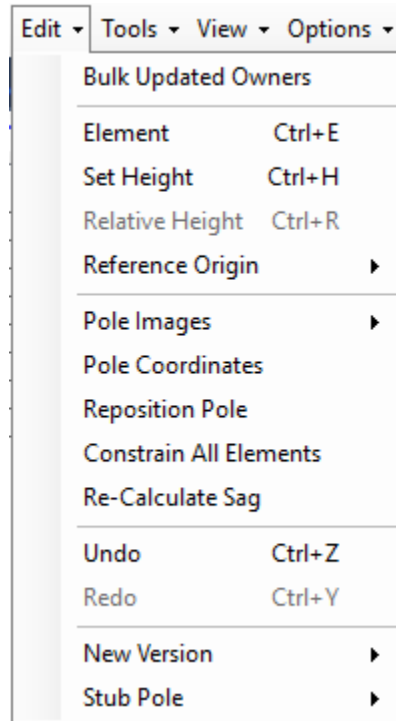 Edit Tools View Options
Bulk Updated Owners
Element Ctrl+E
Set Height Ctrl+H
Relative Height Ctrl+R
Reference Origin
Pole Images
Pole Coordinates
Reposition Pole
Constrain All Elements
Re-Calculate Sag
Undo Ctrl+Z
Redo Ctrl+Y
New Version
Stub Pole